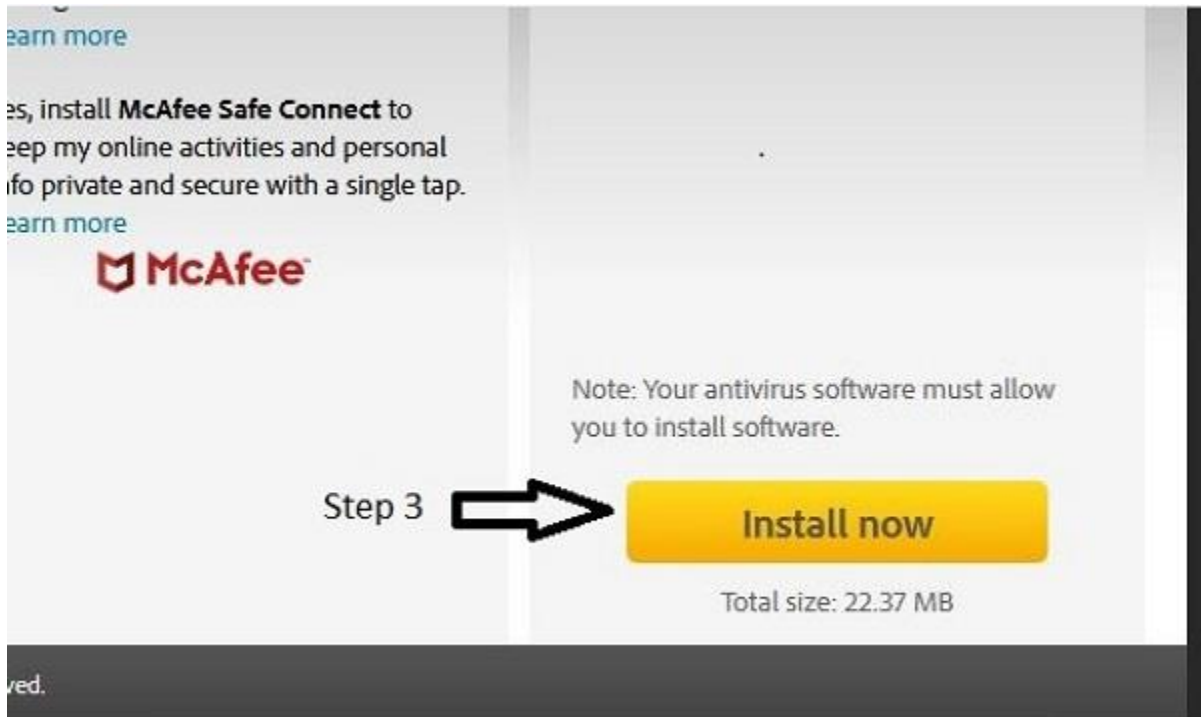 earn more
es, install McAfee Safe Connect to
eep my online activities and personal
nfo private and secure with a single tap.
earn more
McAfee™
Note: Your antivirus software must allow
you to install software.
Step 3
Install now
Total size: 22.37 MB
ved.